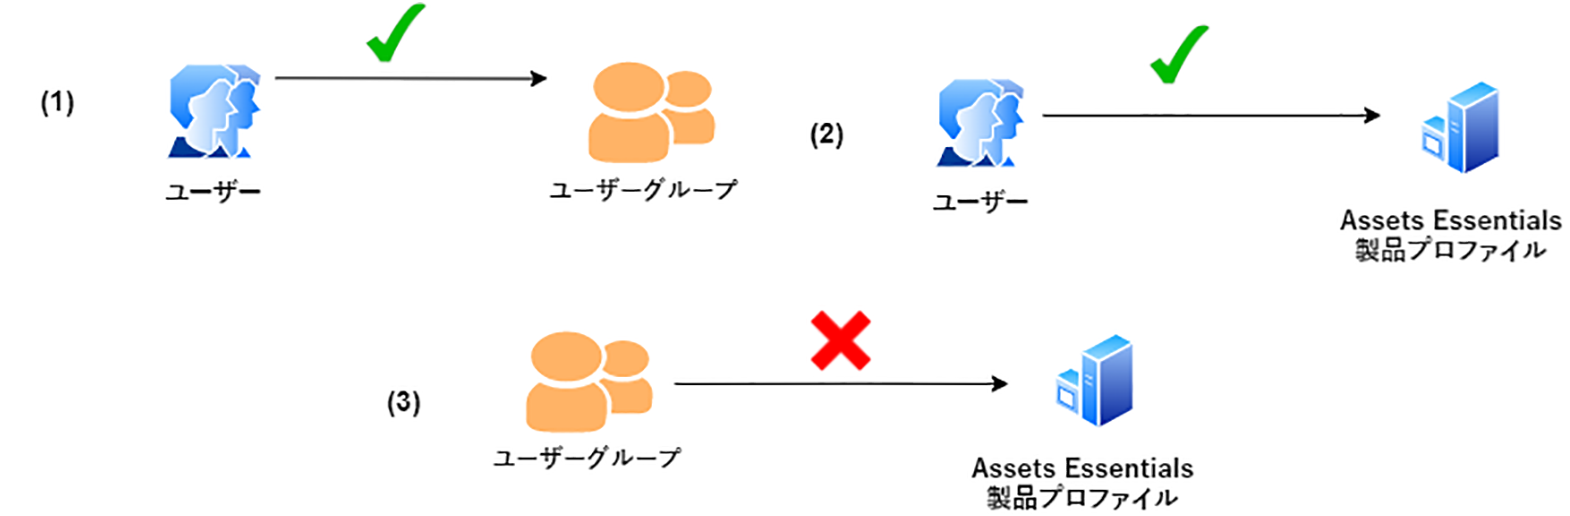 (1)
ユーザー
ユーザーグループ
(2)
ユーザー
Assets Essentials
製品プロファイル
(3)
ユーザーグループ
Assets Essentials
製品プロファイル